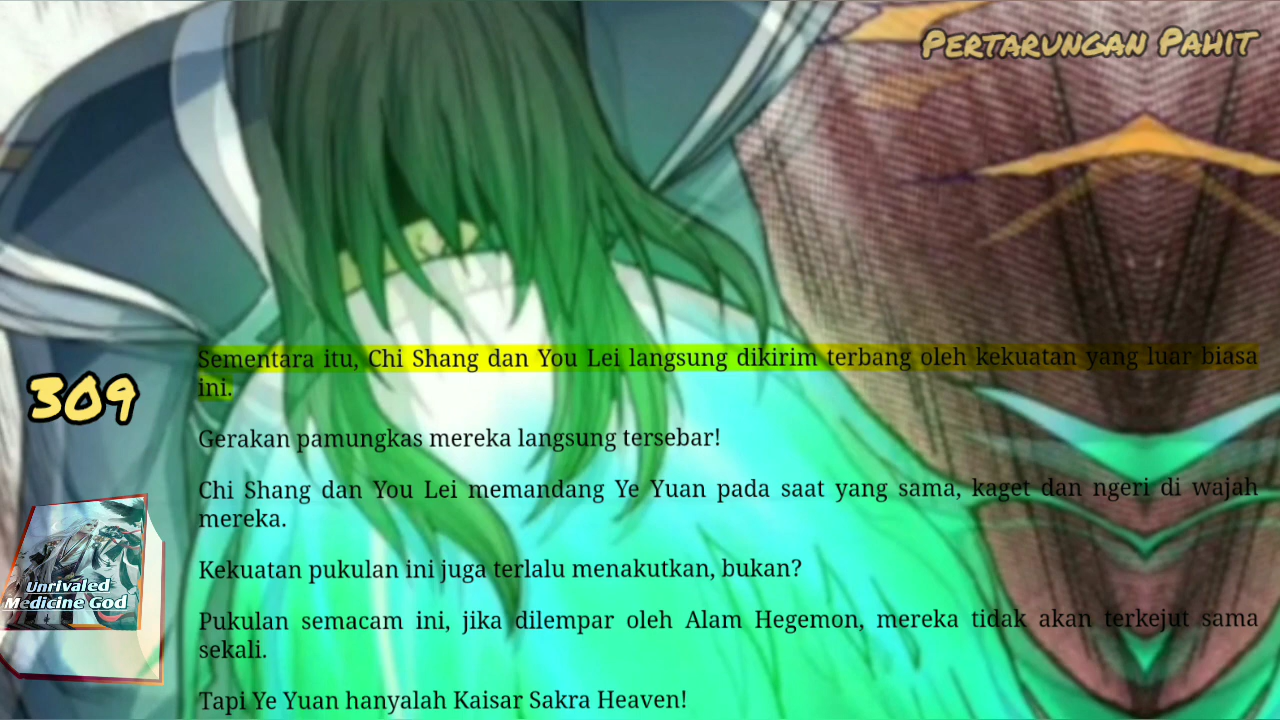 Pertarungan Pahit
Sementara itu, Chi Shang dan You Lei langsung dikirim terbang oleh kekuatan yang luar biasa
ini.
309
Gerakan pamungkas mereka langsung tersebar!
Chi Shang dan You Lei memandang Ye Yuan pada saat yang sama, kaget dan ngeri di wajah
mereka.
Kekuatan pukulan ini juga terlalu menakutkan, bukan?
Unrivaled
Medicine God
Pukulan semacam ini, jika dilempar oleh Alam Hegemon, mereka tidak akan terkejut sama
sekali.
Tapi Ye Yuan hanyalah Kaisar Sakra Heaven!